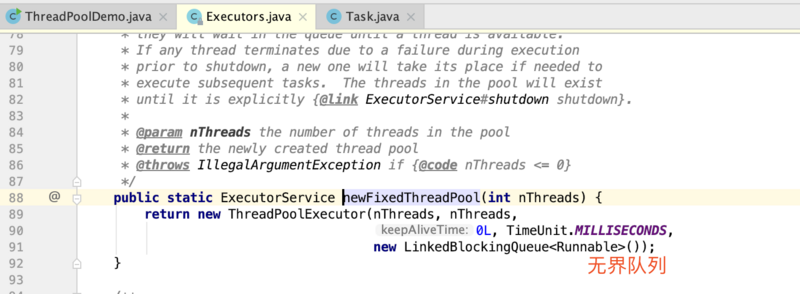 ThreadPoolDemo.java × Executors.java × Task.java ×
78 * they will wait in the queue until a thread is available.
79 * If any thread terminates due to a failure during execution
80 * prior to shutdown, a new one will take its place if needed to
81 * execute subsequent tasks.  The threads in the pool will exist
82 * until it is explicitly {@link ExecutorService#shutdown shutdown}.
83 *
84 * @param nThreads the number of threads in the pool
85 * @return the newly created thread pool
86 * @throws IllegalArgumentException if {@code nThreads <= 0}
87 */
88 @ public static ExecutorService newFixedThreadPool(int nThreads) {
89 return new ThreadPoolExecutor(nThreads, nThreads,
90 keepAliveTime: 0L, TimeUnit.MILLISECONDS,
91 new LinkedBlockingQueue<Runnable>());
92 } 无界队列
93
94 /**